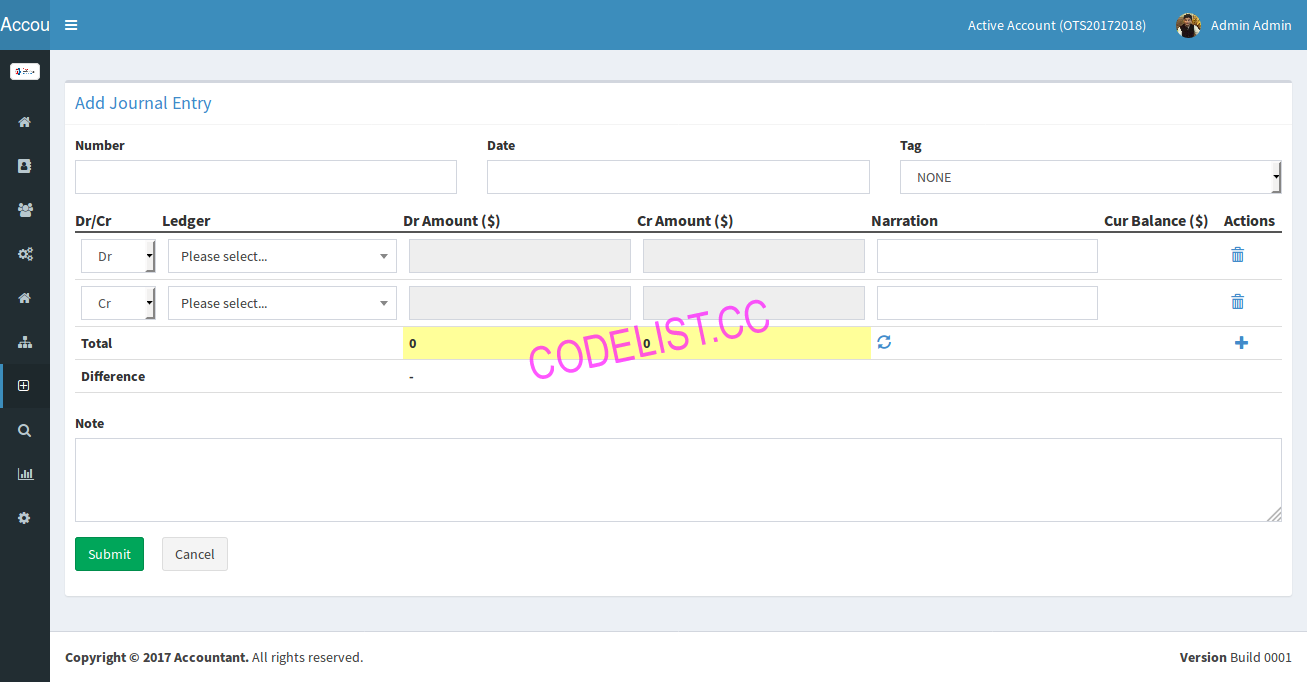 Accou
Active Account (OTS20172018) Admin Admin
Add Journal Entry
Number Date Tag
NONE
Dr/Cr Ledger Dr Amount ($) Cr Amount ($) Narration Cur Balance ($) Actions
Dr Please select...
Cr Please select...
Total 0 0
CODELIST.CC
Difference -
Note
Submit Cancel
Copyright © 2017 Accountant. All rights reserved. Version Build 0001